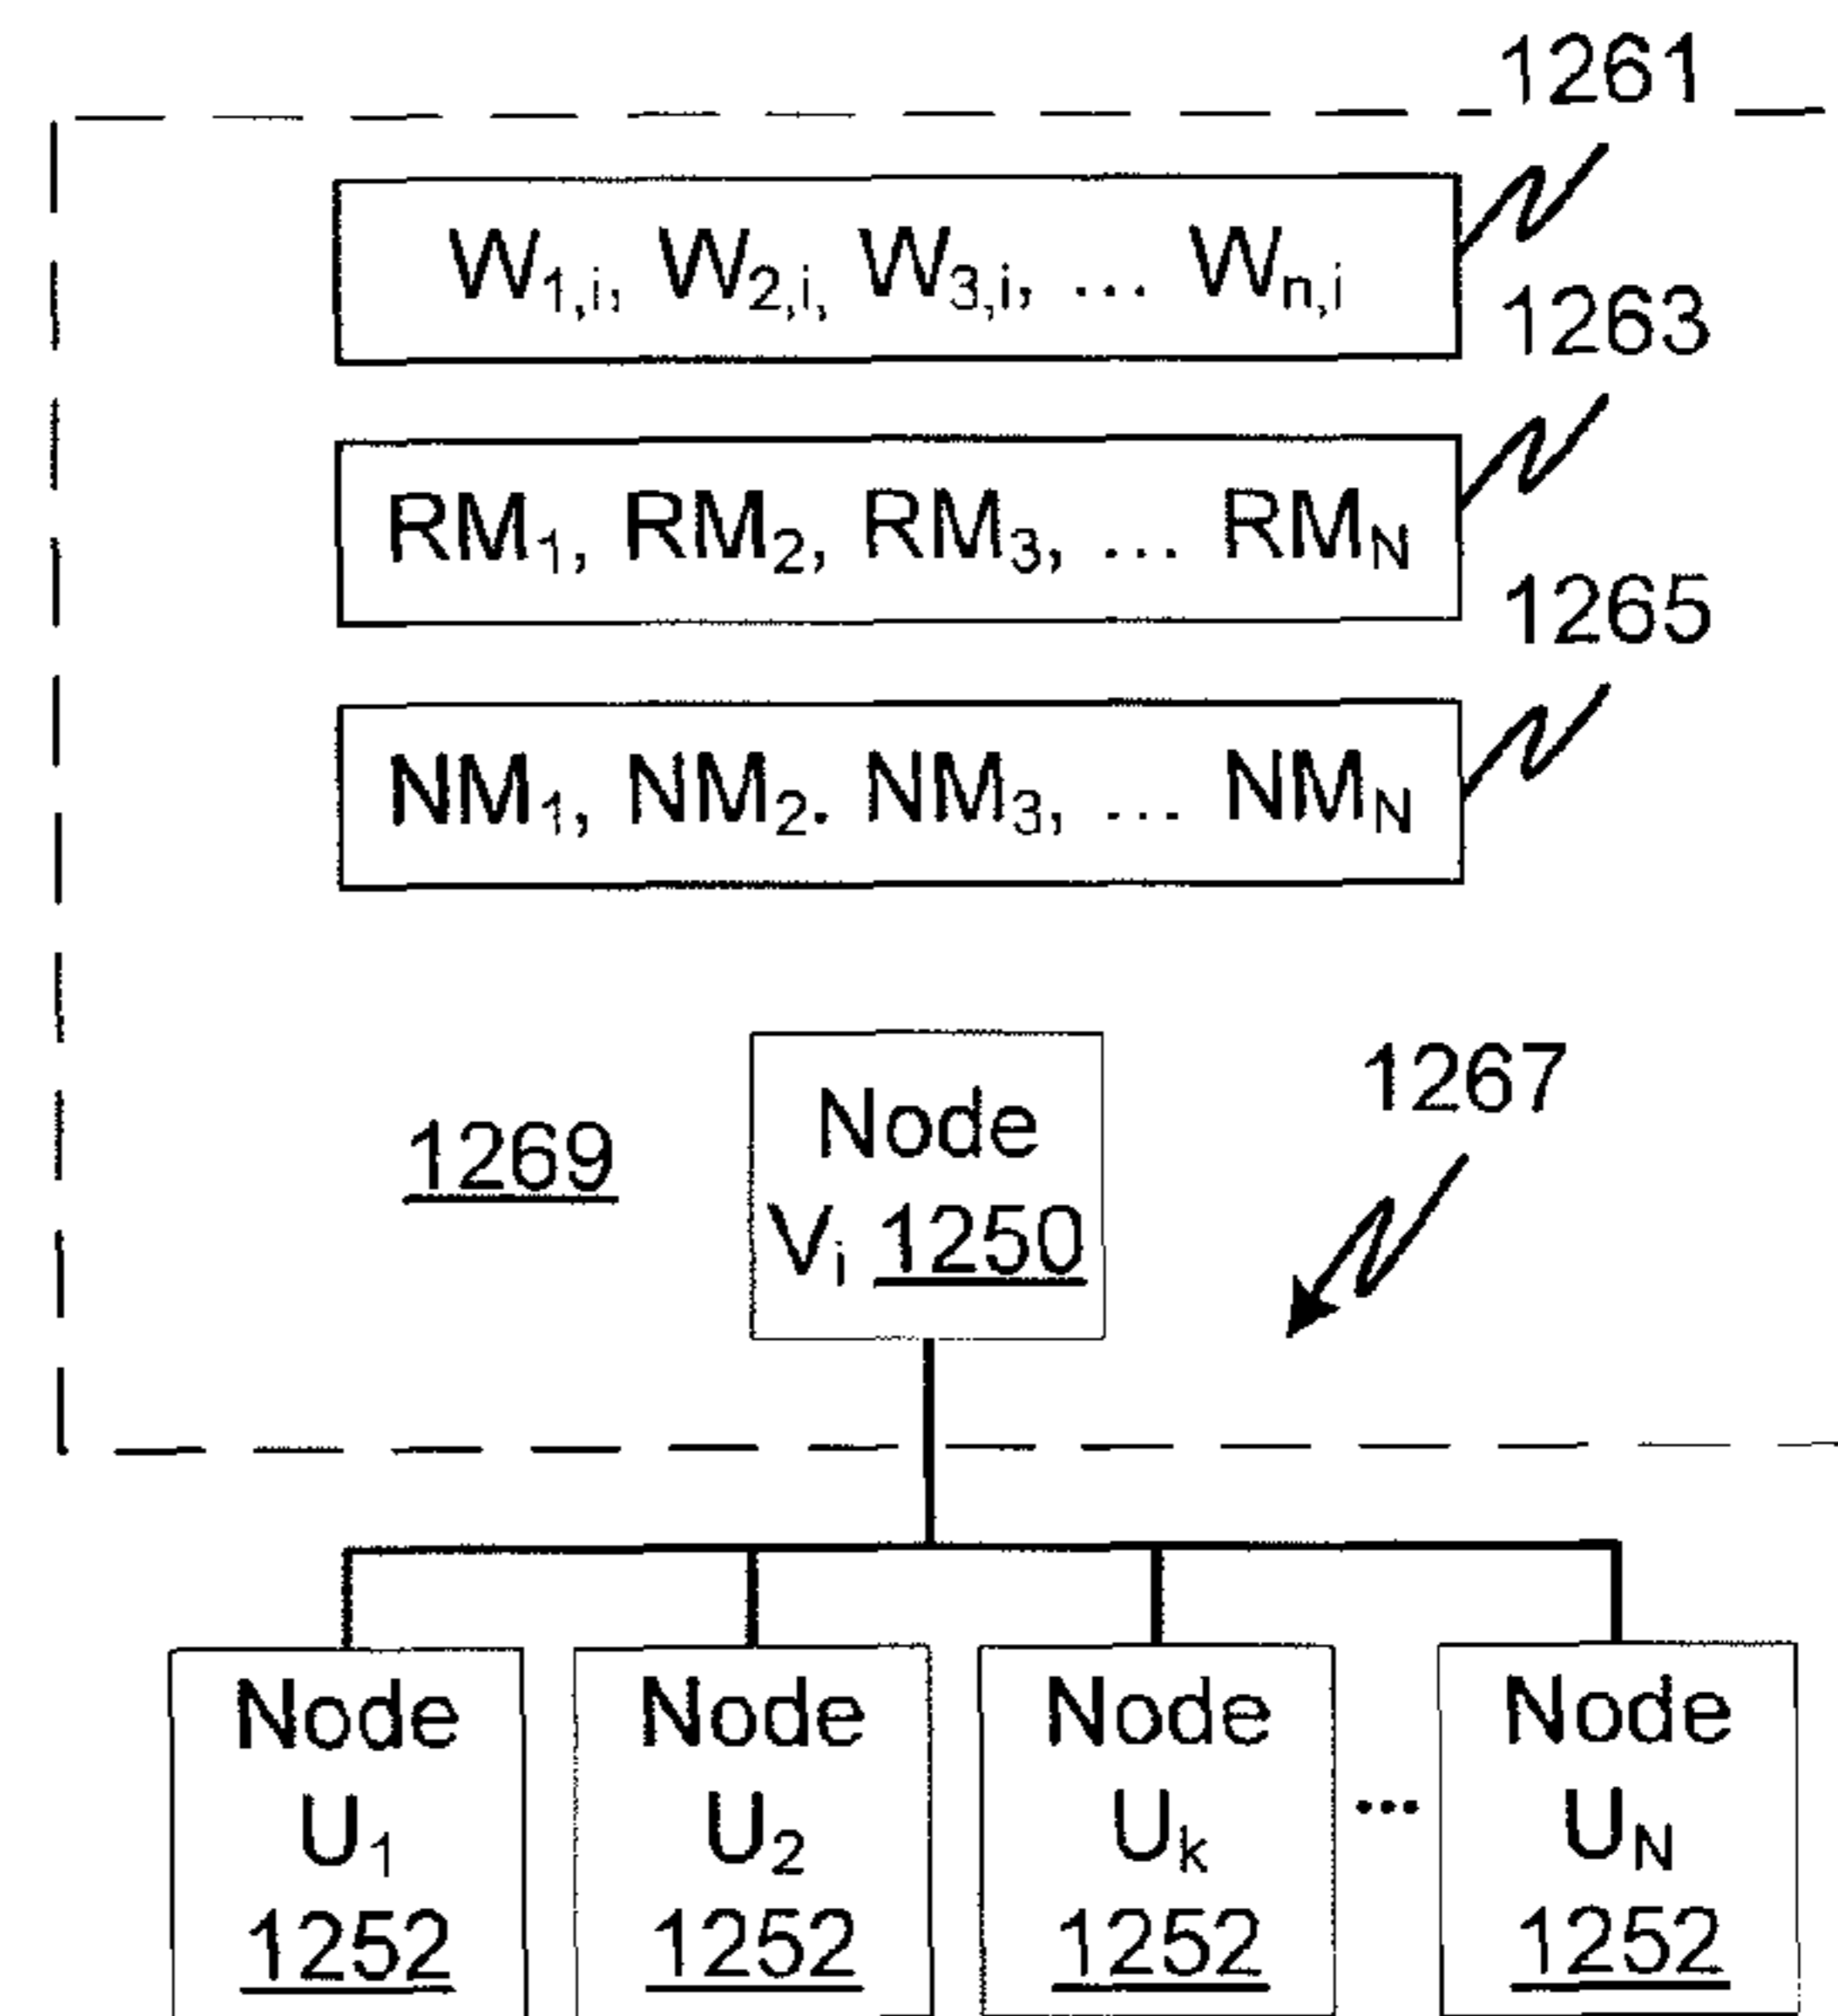 1261
W1,i, W2,i, W3,i, ... Wn,i
1263
RM1, RM2, RM3, ... RMN
1265
NM1, NM2. NM3, ... NMN
1267
1269
Node
Vi 1250
Node
U1
1252
Node
U2
1252
Node
Uk
1252
...
Node
UN
1252